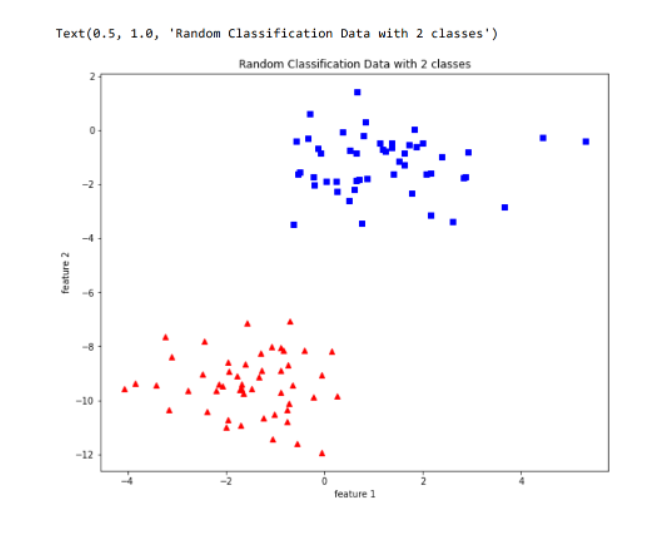 Text(0.5, 1.0, 'Random Classification Data with 2 classes')
Random Classification Data with 2 classes
2
0
−2
−4
−6
−8
−10
−12
feature 2
−4 −2 0 2 4
feature 1